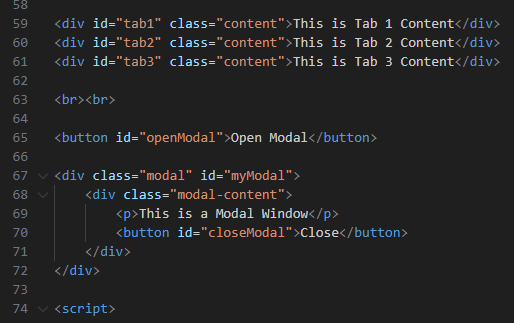 58
59 <div id="tab1" class="content">This is Tab 1 Content</div>
60 <div id="tab2" class="content">This is Tab 2 Content</div>
61 <div id="tab3" class="content">This is Tab 3 Content</div>
62
63 <br><br>
64
65 <button id="openModal">Open Modal</button>
66
67 <div class="modal" id="myModal">
68     <div class="modal-content">
69         <p>This is a Modal Window</p>
70         <button id="closeModal">Close</button>
71     </div>
72 </div>
73
74 <script>